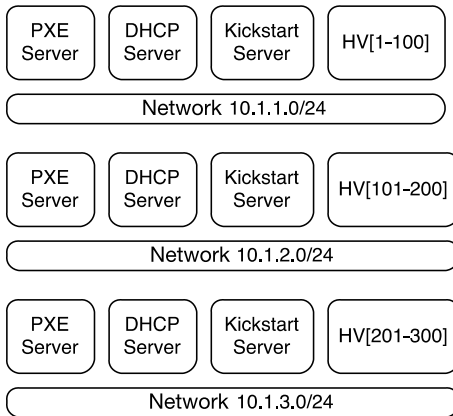 PXE
Server
DHCP
Server
Kickstart
Server
HV[1-100]
Network 10.1.1.0/24
PXE
Server
DHCP
Server
Kickstart
Server
HV[101-200]
Network 10.1.2.0/24
PXE
Server
DHCP
Server
Kickstart
Server
HV[201-300]
Network 10.1.3.0/24